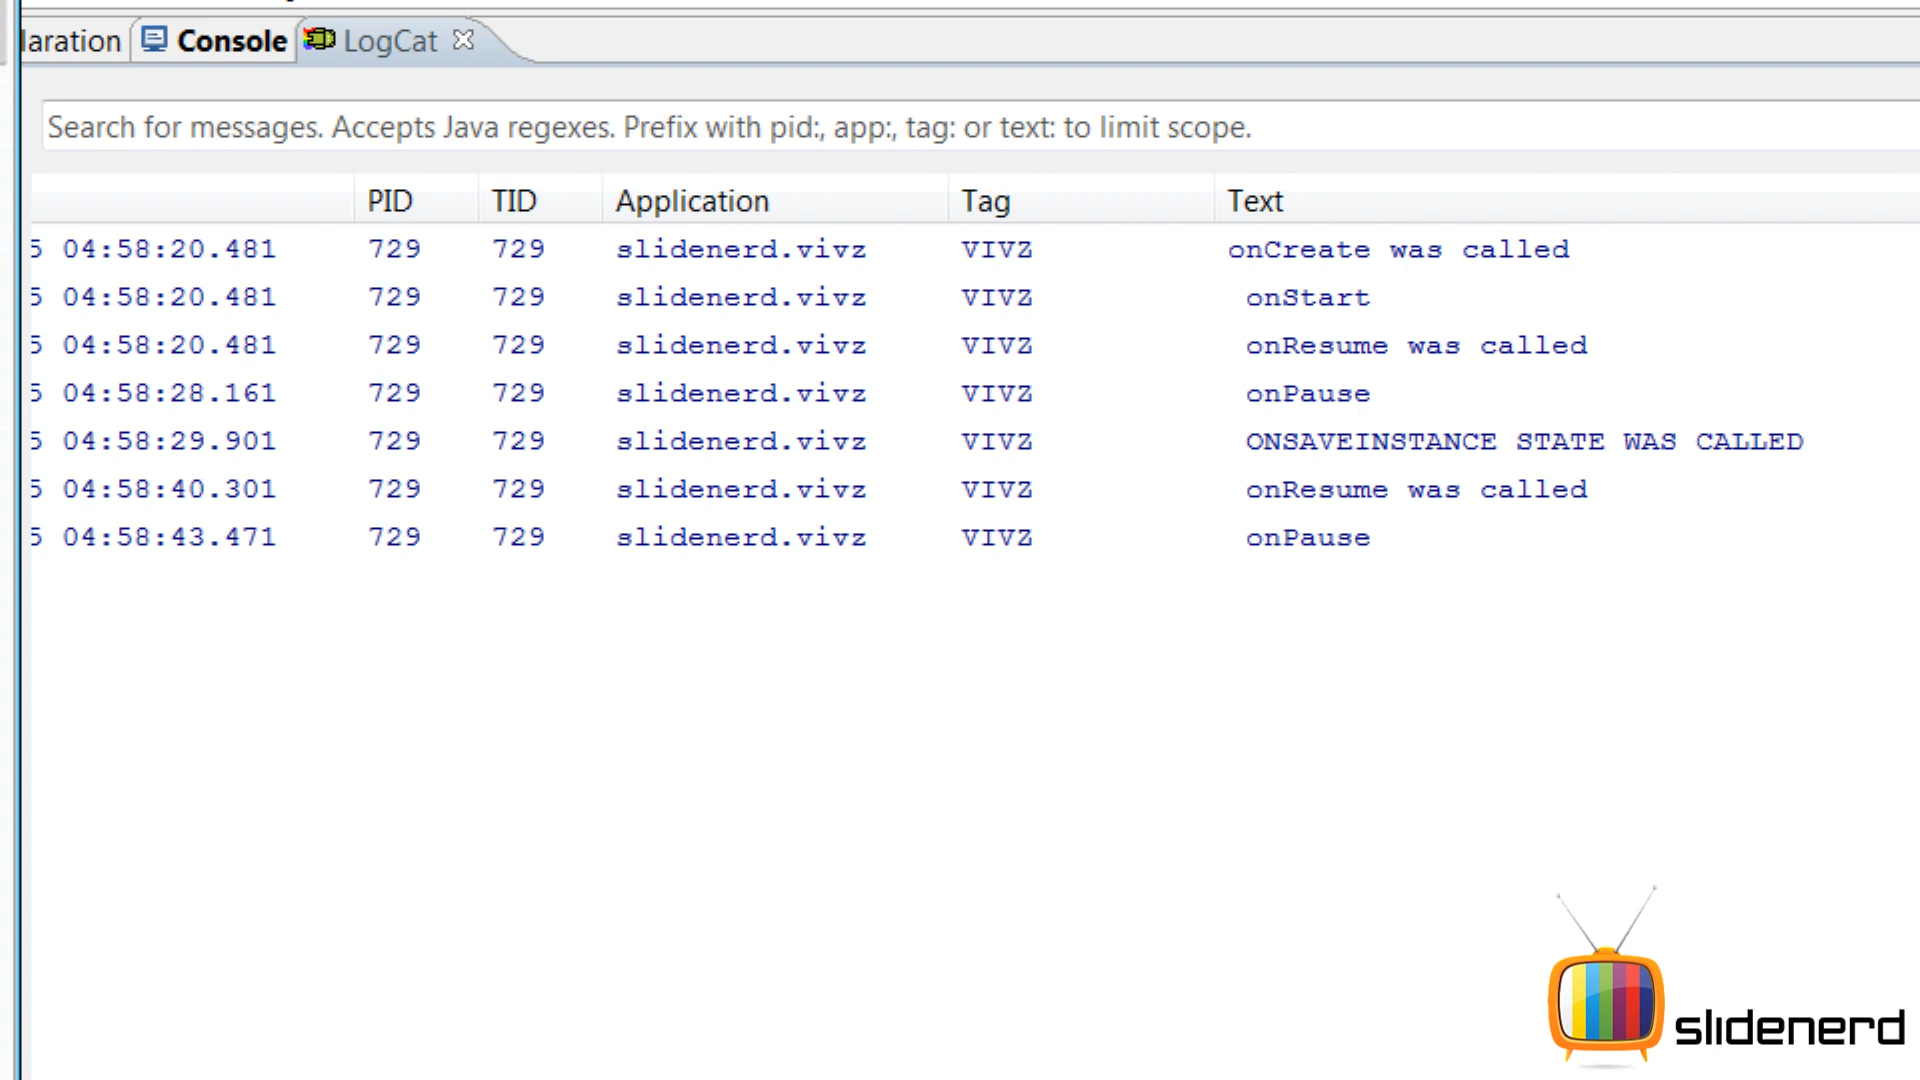 laration Console LogCat
Search for messages. Accepts Java regexes. Prefix with pid:, app:, tag: or text: to limit scope.
PID TID Application Tag Text
5 04:58:20.481 729 729 slidenerd.vivz VIVZ onCreate was called
5 04:58:20.481 729 729 slidenerd.vivz VIVZ onStart
5 04:58:20.481 729 729 slidenerd.vivz VIVZ onResume was called
5 04:58:28.161 729 729 slidenerd.vivz VIVZ onPause
5 04:58:29.901 729 729 slidenerd.vivz VIVZ ONSAVEINSTANCE STATE WAS CALLED
5 04:58:40.301 729 729 slidenerd.vivz VIVZ onResume was called
5 04:58:43.471 729 729 slidenerd.vivz VIVZ onPause
slidenerd